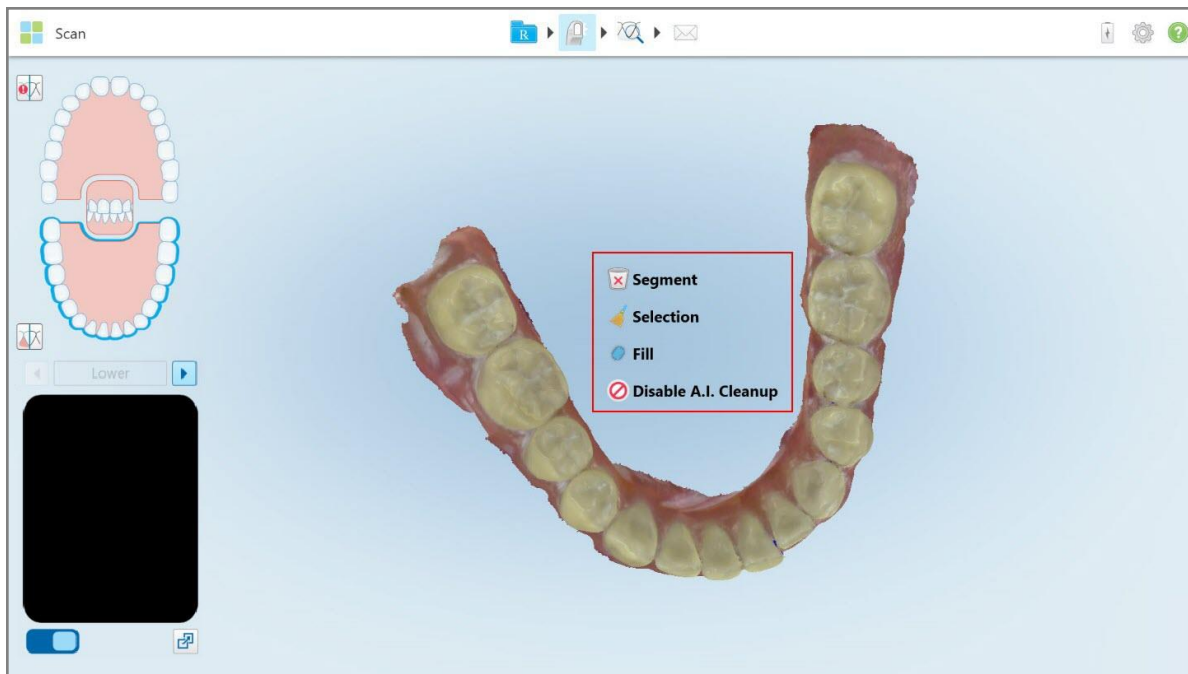 Scan
R
?
Lower
Segment
Selection
Fill
Disable A.I. Cleanup